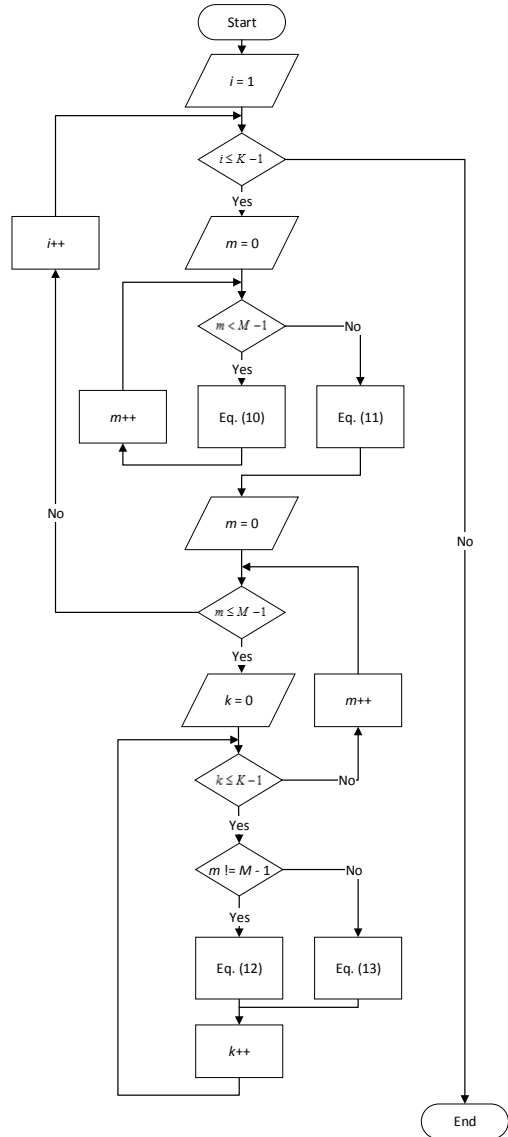 Start
i = 1
i ≤ K − 1
Yes
i++
m = 0
m < M − 1
No
Yes
m++
Eq. (10)
Eq. (11)
m = 0
No
No
m ≤ M − 1
Yes
k = 0
m++
k ≤ K − 1
No
Yes
m != M - 1
No
Yes
Eq. (12)
Eq. (13)
k++
End